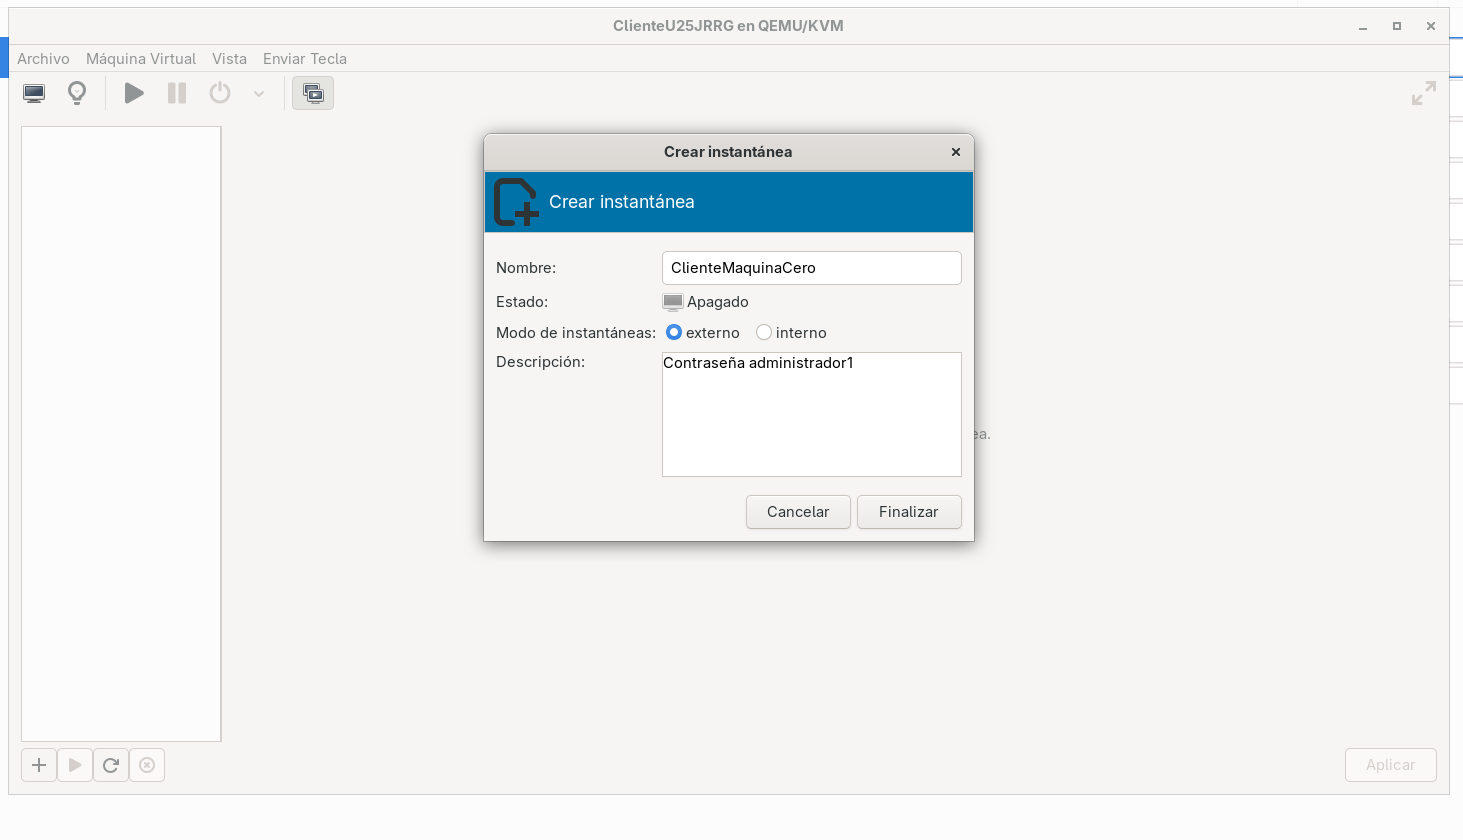 ClienteU25JRRG en QEMU/KVM
Archivo Máquina Virtual Vista Enviar Tecla
Crear instantánea
Crear instantánea
Nombre: ClienteMaquinaCero
Estado: Apagado
Modo de instantáneas: externo interno
Descripción: Contraseña administrador1
ea.
Cancelar Finalizar
Aplicar